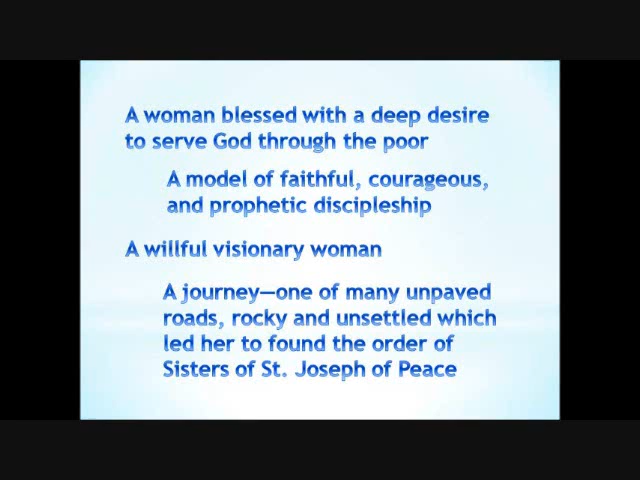 A woman blessed with a deep desire
to serve God through the poor
A model of faithful, courageous,
and prophetic discipleship
A willful visionary woman
A journey—one of many unpaved
roads, rocky and unsettled which
led her to found the order of
Sisters of St. Joseph of Peace